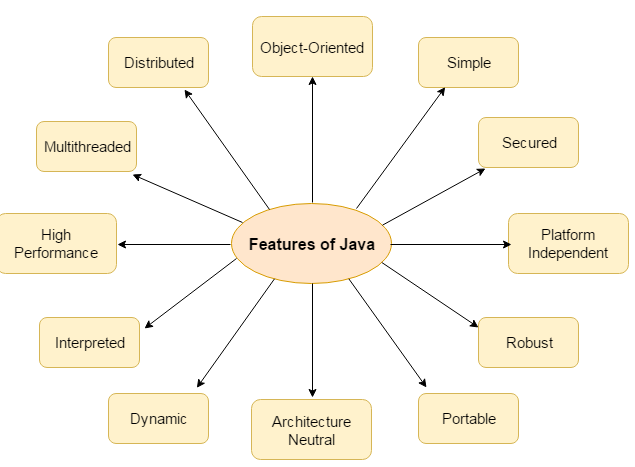 Object-Oriented
Distributed
Simple
Multithreaded
Secured
High
Performance
Features of Java
Platform
Independent
Interpreted
Robust
Dynamic
Architecture
Neutral
Portable